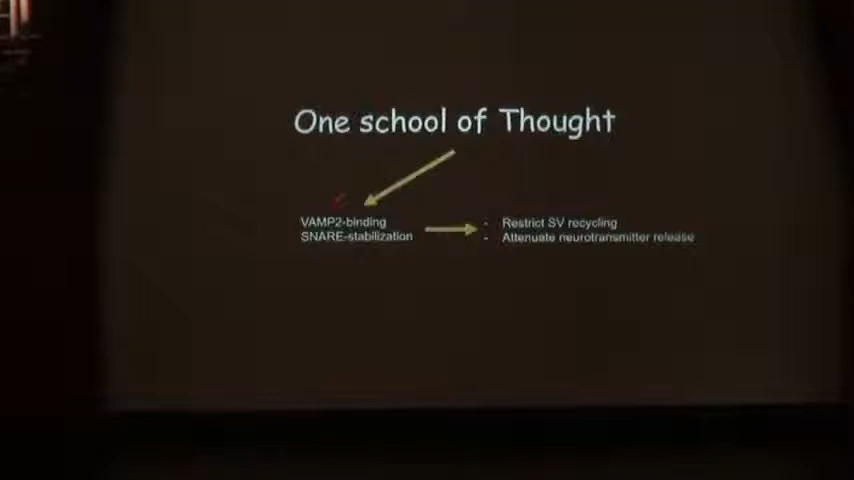 One school of Thought
VAMP2-binding
SNARE-stabilization
- Restrict SV recycling
- Attenuate neurotransmitter release